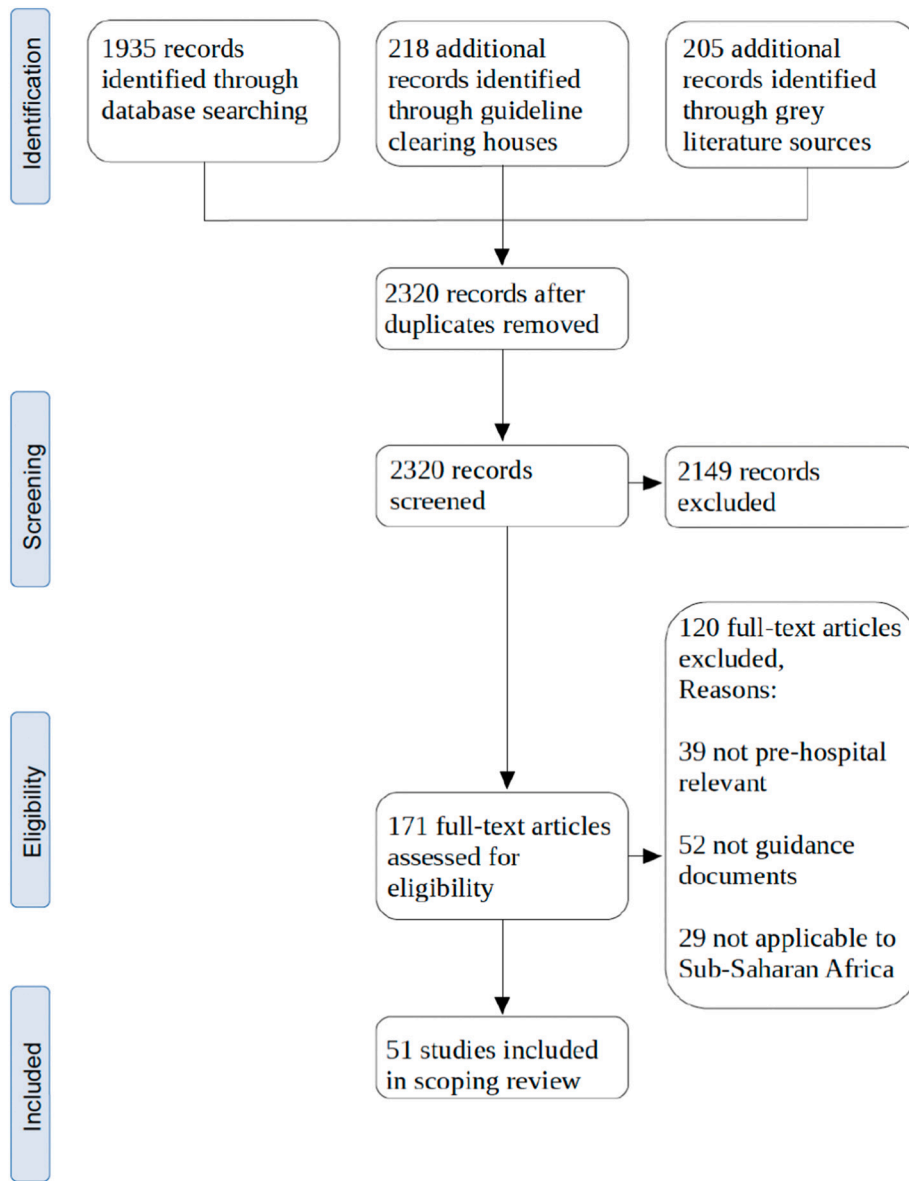 Identification
1935 records
identified through
database searching
218 additional
records identified
through guideline
clearing houses
205 additional
records identified
through grey
literature sources
2320 records after
duplicates removed
Screening
2320 records
screened
2149 records
excluded
Eligibility
171 full-text articles
assessed for
eligibility
120 full-text articles
excluded,
Reasons:
39 not pre-hospital
relevant
52 not guidance
documents
29 not applicable to
Sub-Saharan Africa
Included
51 studies included
in scoping review